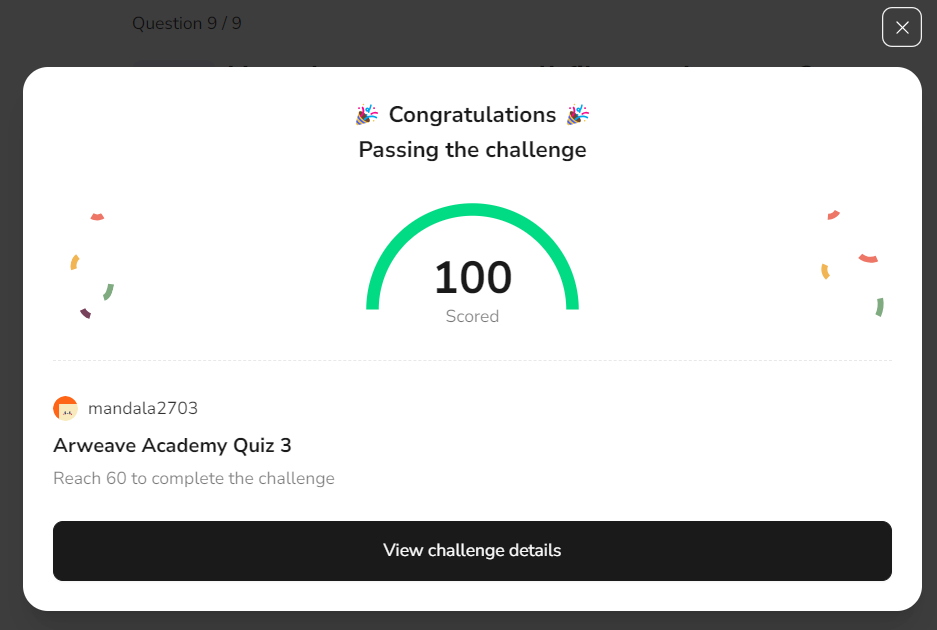 Question 9 / 9
Congratulations
Passing the challenge
100
Scored
mandala2703
Arweave Academy Quiz 3
Reach 60 to complete the challenge
View challenge details